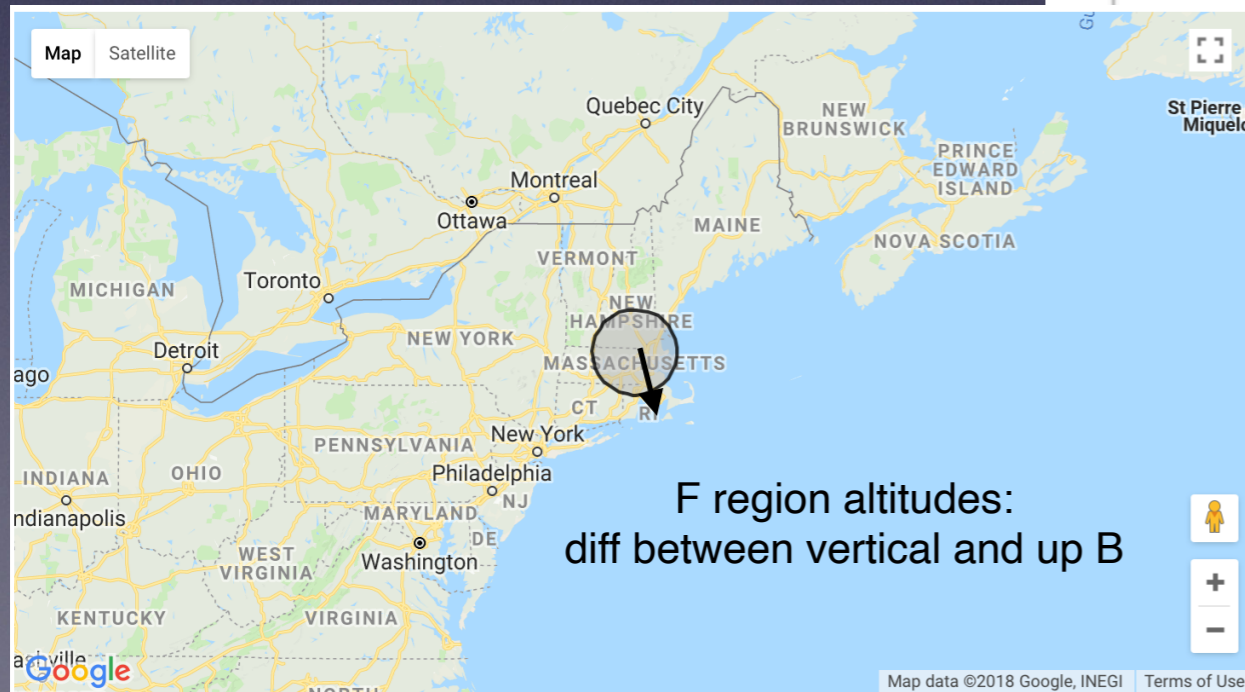 Map Satellite
Gu
Quebec City
NEW
BRUNSWICK
St Pierre
Miquelo
PRINCE
EDWARD
ISLAND
Montreal
Ottawa
MAINE
NOVA SCOTIA
VERMONT
Toronto
MICHIGAN
NEW
HAMPSHIRE
NEW YORK
Detroit
MASSACHUSETTS
ago
CT
RI
New York
PENNSYLVANIA
Philadelphia
INDIANA
OHIO
NJ
ndianapolis
MARYLAND
DE
F region altitudes:
diff between vertical and up B
WEST
VIRGINIA
Washington
KENTUCKY
VIRGINIA
ashville
Google
NORTH
Map data ©2018 Google, INEGI Terms of Use